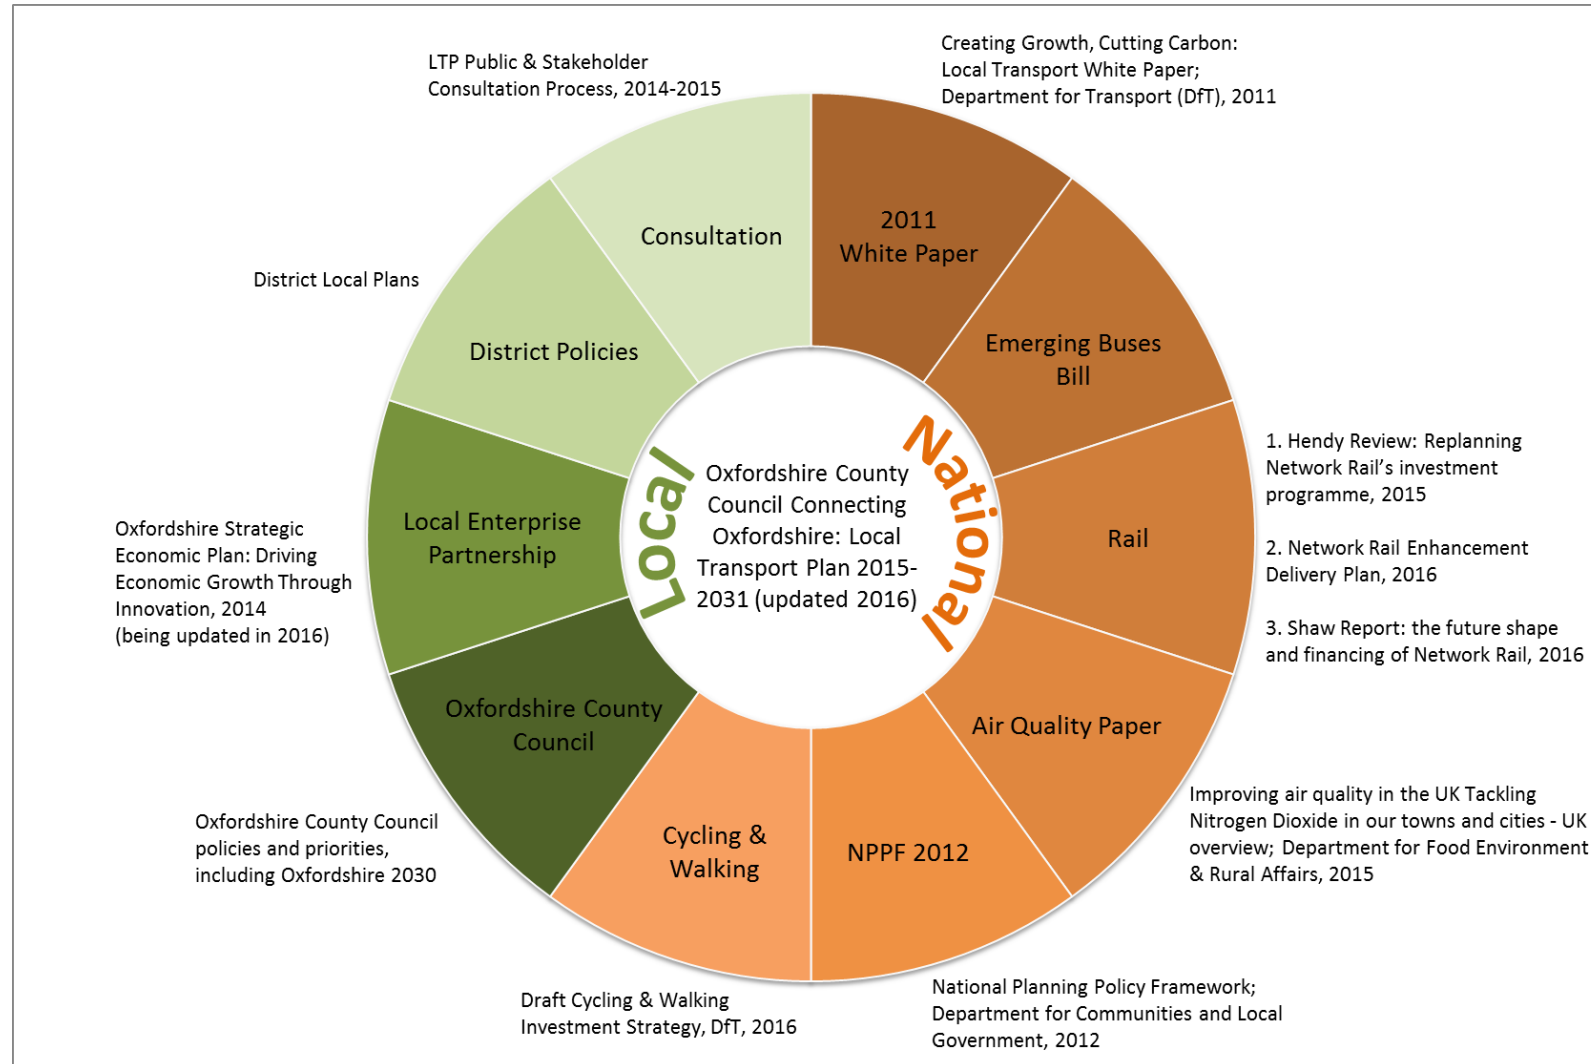 LTP Public & Stakeholder
Consultation Process, 2014-2015
Creating Growth, Cutting Carbon:
Local Transport White Paper;
Department for Transport (DfT), 2011
Consultation
2011
White Paper
District Local Plans
District Policies
Emerging Buses
Bill
Local
National
Oxfordshire County
Council Connecting
Oxfordshire: Local
Transport Plan 2015-
2031 (updated 2016)
Oxfordshire Strategic
Economic Plan: Driving
Economic Growth Through
Innovation, 2014
(being updated in 2016)
Local Enterprise
Partnership
Rail
1. Hendy Review: Replanning
Network Rail’s investment
programme, 2015
2. Network Rail Enhancement
Delivery Plan, 2016
3. Shaw Report: the future shape
and financing of Network Rail, 2016
Oxfordshire County
Council
Air Quality Paper
Oxfordshire County Council
policies and priorities,
including Oxfordshire 2030
Cycling &
Walking
NPPF 2012
Improving air quality in the UK Tackling
Nitrogen Dioxide in our towns and cities - UK
overview; Department for Food Environment
& Rural Affairs, 2015
Draft Cycling & Walking
Investment Strategy, DfT, 2016
National Planning Policy Framework;
Department for Communities and Local
Government, 2012